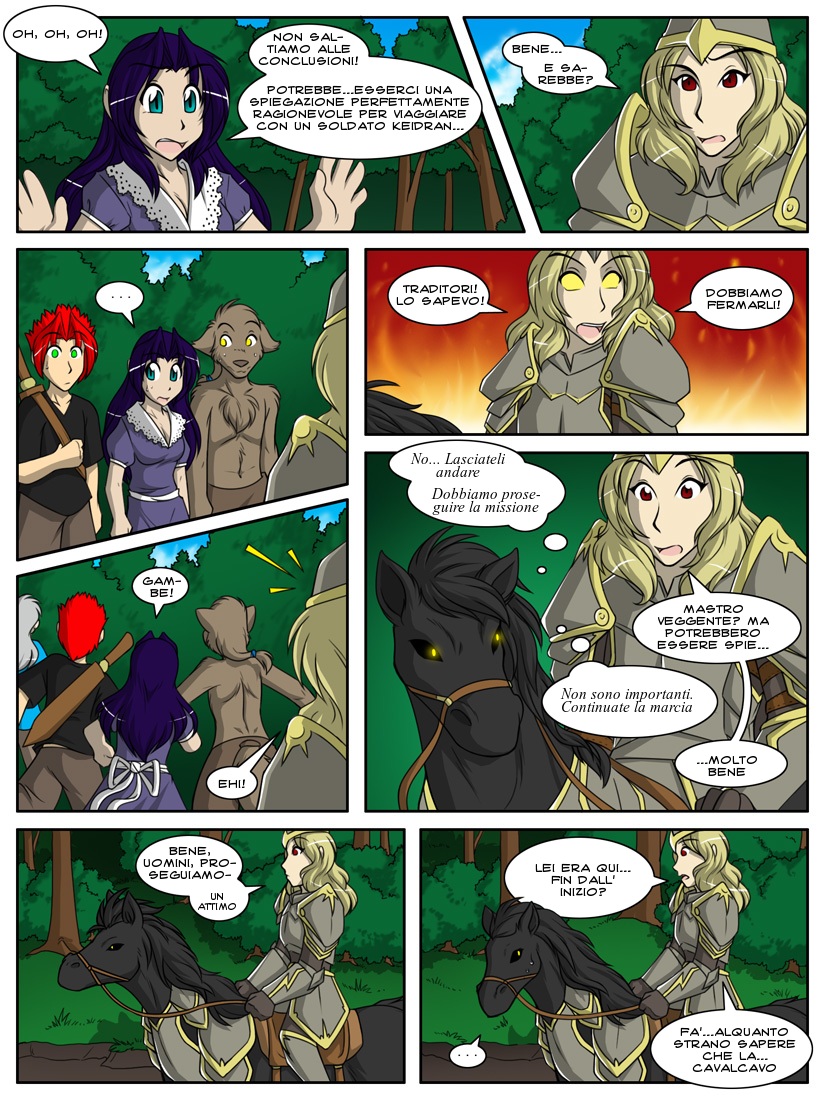 OH, OH, OH!
NON SAL-
TIAMO ALLE
CONCLUSIONI!
POTREBBE...ESSERCI UNA
SPIEGAZIONE PERFETTAMENTE
RAGIONEVOLE PER VIAGGIARE
CON UN SOLDATO KEIDRAN...
BENE...
E SA-
REBBE?
...
TRADITORI!
LO SAPEVO!
DOBBIAMO
FERMARLI!
GAM-
BE!
EHI!
No... Lasciateli
andare
Dobbiamo prose-
guire la missione
MASTRO
VEGGENTE? MA
POTREBBERO
ESSERE SPIE...
Non sono importanti.
Continuate la marcia
...MOLTO
BENE
BENE,
UOMINI, PRO-
SEGUIAMO-
UN
ATTIMO
LEI ERA QUI...
FIN DALL'
INIZIO?
...
FA'...ALQUANTO
STRANO SAPERE
CHE LA...
CAVALCAVO